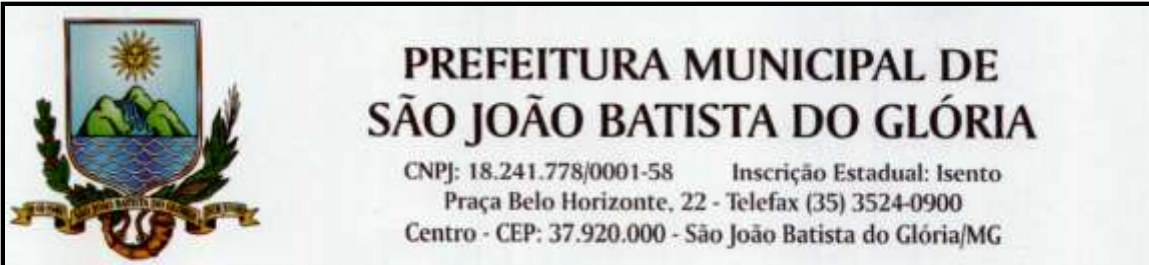 PREFEITURA MUNICIPAL DE
SÃO JOÃO BATISTA DO GLÓRIA
CNPJ: 18.241.778/0001-58 Inscrição Estadual: Isento
Praça Belo Horizonte, 22 - Telefax (35) 3524-0900
Centro - CEP: 37.920.000 - São João Batista do Glória/MG